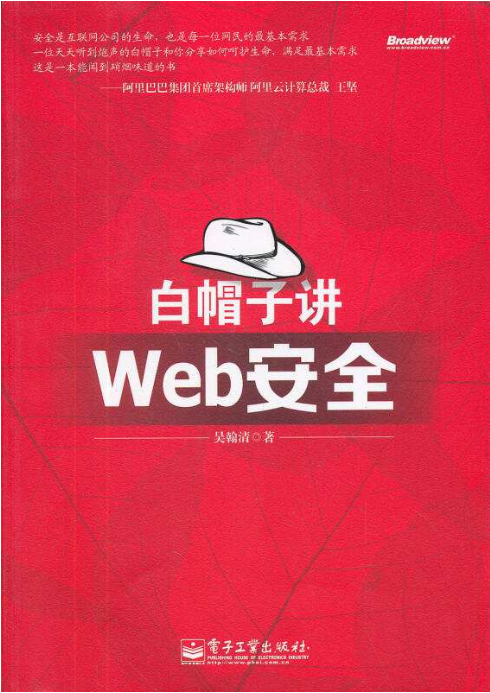 安全是互联网公司的生命，也是每一位网民的最基本需求
一位天天听到炮声的白帽子和你分享如何呵护生命，满足最基本需求
这是一本能闻到硝烟味道的书
——阿里巴巴集团首席架构师 阿里云计算总裁 王坚
Broadview®
www.broadview.com.cn
白帽子讲
Web安全
吴翰清◎著
電子工業出版社·
PUBLISHING HOUSE OF ELECTRONICS INDUSTRY
http://www.phei.com.cn